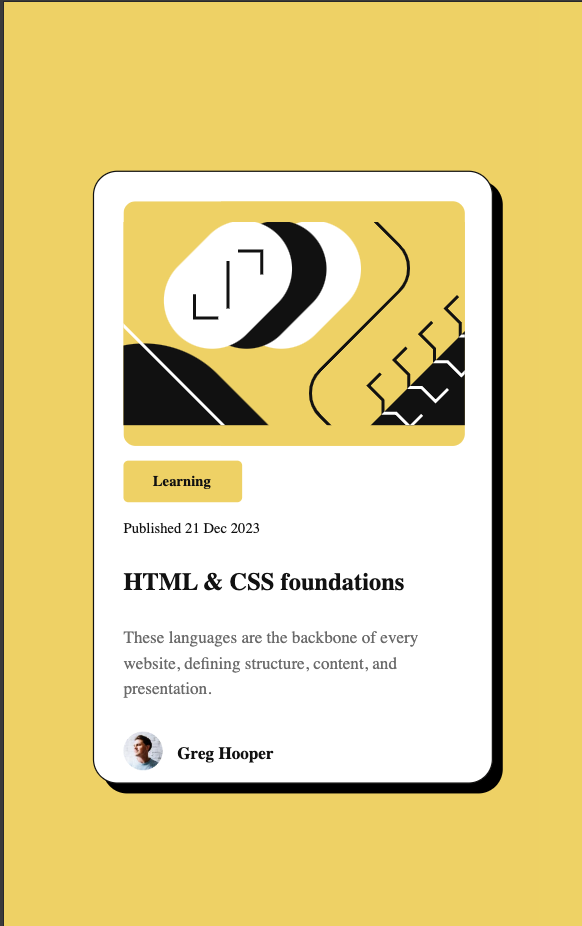 Learning
Published 21 Dec 2023
HTML & CSS foundations
These languages are the backbone of every
website, defining structure, content, and
presentation.
Greg Hooper